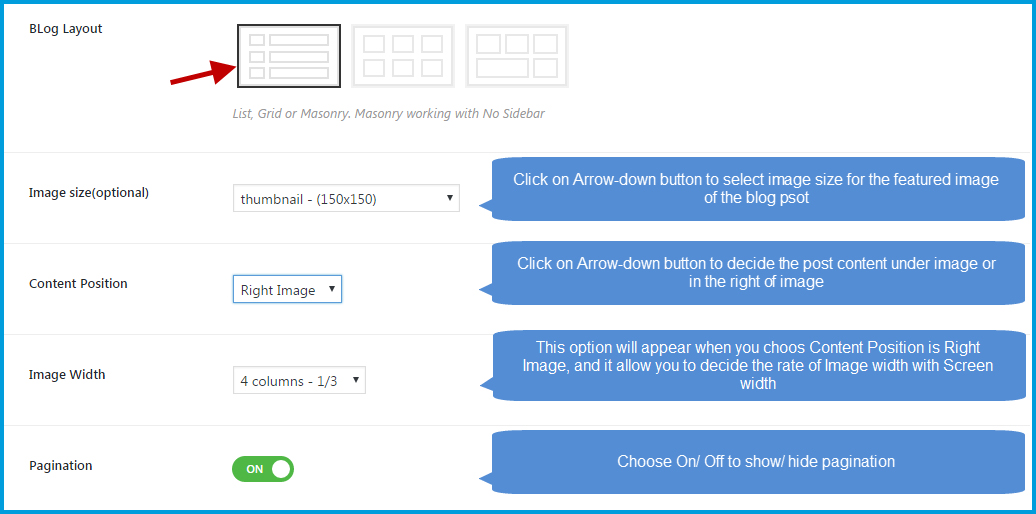 BLog Layout
List, Grid or Masonry. Masonry working with No Sidebar
Image size(optional)
thumbnail - (150x150)
Click on Arrow-down button to select image size for the featured image
of the blog psot
Content Position
Right Image
Click on Arrow-down button to decide the post content under image or
in the right of image
Image Width
4 columns - 1/3
This option will appear when you choos Content Position is Right
Image, and it allow you to decide the rate of Image width with Screen
width
Pagination
ON
Choose On/ Off to show/ hide pagination